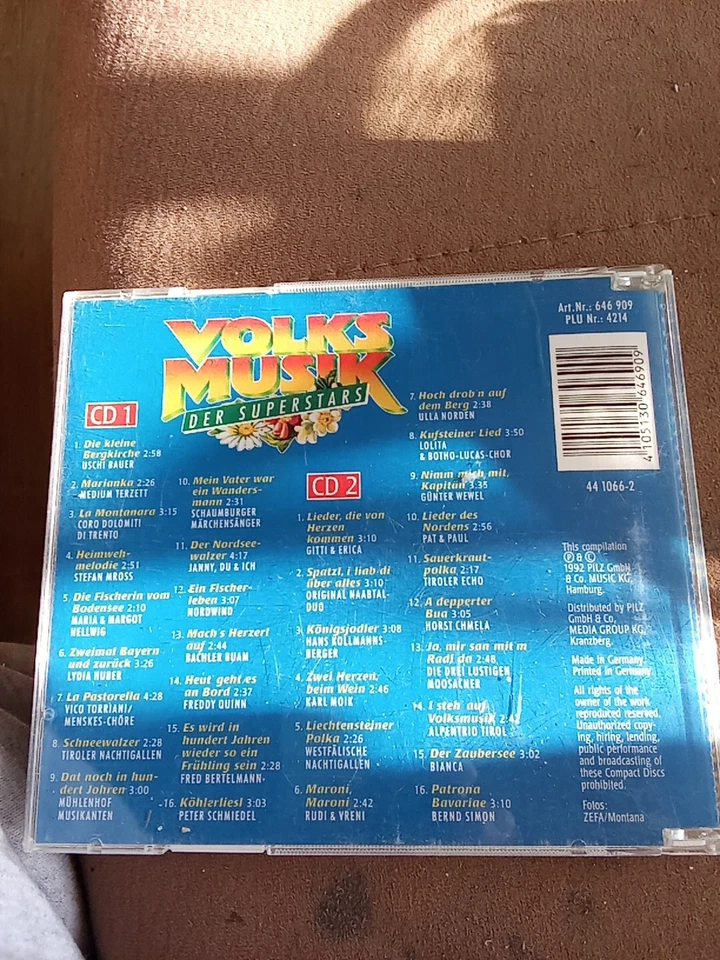 VOLKS
MUSIK
DER SUPERSTARS
CD 1
1. Die kleine
Bergkirche 2:58
USCHI BAUER
2. Marianka 2:26
MEDIUM TERZETT
3. La Montanara 3:15
CORO DOLOMITI
DI TRENTO
4. Heimweh-
melodie 2:51
STEFAN MROSS
5. Die Fischerin vom
Bodensee 2:10
MARIA & MARGOT
HELLWIG
6. Zweimal Bayern
und zurück 3:26
LYDIA HUBER
7. La Pastorella 4:28
VICO TORRIANI/
MENSKES-CHÖRE
8. Schneewalzer 2:28
TIROLER NACHTIGALLEN
9. Dat noch in hun-
dert Johren 3:00
MÜHLENHOF
MUSIKANTEN
10. Mein Vater war
ein Wanders-
mann 2:31
SCHAUMBURGER
MÄRCHENSÄNGER
11. Der Nordsee-
walzer 4:17
JANNY, DU & ICH
12. Ein Fischer-
leben 3:07
NORDWIND
13. Mach's Herzerl
auf 2:44
BACHLER BUAM
14. Heut geht es
an Bord 2:37
FREDDY QUINN
15. Es wird in
hundert Jahren
wieder so ein
Frühling sein 2:28
FRED BERTELMANN
16. Köhlerliesl 3:03
PETER SCHMIEDEL
CD 2
1. Lieder, die von
Herzen
kommen 3:10
GITTI & ERICA
2. Spatzl, i liab di
über alles 3:10
ORIGINAL NAABTAL-
DUO
3. Königsjodler 3:08
HANS ROLLMANNS-
BERGER
4. Zwei Herzen
beim Wein 2:46
KARL MOIK
5. Liechtensteiner
Polka 2:26
WESTFÄLISCHE
NACHTIGALLEN
6. Maroni,
Maroni 2:42
RUDI & VRENI
7. Hoch drob'n auf
dem Berg 2:38
ULLA NORDEN
8. Kufsteiner Lied 3:50
LOLITA
& BOTHO-LUCAS-CHOR
9. Nimm mich mit,
Kapitän 3:35
GÜNTER WEWEL
10. Lieder des
Nordens 2:56
PAT & PAUL
11. Sauerkraut-
polka 2:17
TIROLER ECHO
12. A depperter
Bua 3:05
HORST CHMELA
13. Ja, mir san mit'm
Radl da 2:48
DIE DREI LUSTIGEN
MOOSACHER
14. I steh' auf
Volksmusik
ALPENTRIO TIROL
15. Der Zaubersee 3:02
BIANCA
16. Patrona
Bavariae 3:10
BERND SIMON
Art.Nr.: 646 909
PLU Nr.: 4214
4 105130 646909
44 1066-2
This compilation
℗ & ©
1992 PILZ GmbH
& Co. MUSIC KG,
Hamburg.
Distributed by PILZ
GmbH & Co,
MEDIA GROUP KG,
Kranzberg.
Made in Germany.
Printed in Germany.
All rights of the
owner of the work
reproduced reserved.
Unauthorized copy-
ing, hiring, lending,
public performance
and broadcasting of
these Compact Discs
prohibited.
Fotos:
ZEFA/Montana